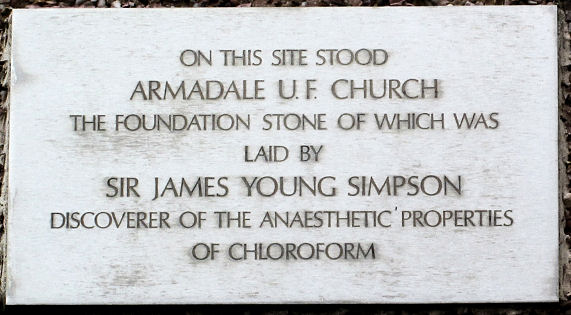 ON THIS SITE STOOD
ARMADALE U.F. CHURCH
THE FOUNDATION STONE OF WHICH WAS
LAID BY
SIR JAMES YOUNG SIMPSON
DISCOVERER OF THE ANAESTHETIC PROPERTIES
OF CHLOROFORM